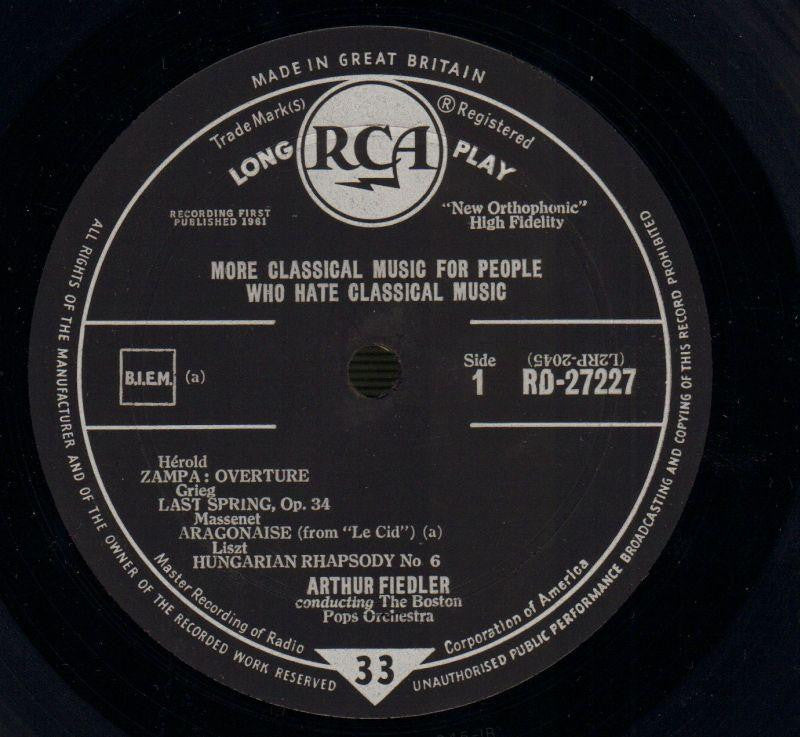 MADE IN GREAT BRITAIN
Trade Mark(s)
® Registered
LONG
RCA
PLAY
RECORDING FIRST
PUBLISHED 1961
"New Orthophonic"
High Fidelity
MORE CLASSICAL MUSIC FOR PEOPLE
WHO HATE CLASSICAL MUSIC
B.I.E.M. (a)
Side
1
(L2RP-2045)
RD-27227
Hérold
ZAMPA: OVERTURE
Grieg
LAST SPRING, Op. 34
Massenet
ARAGONAISE (from "Le Cid") (a)
Liszt
HUNGARIAN RHAPSODY No 6
ARTHUR FIEDLER
conducting The Boston
Pops Orchestra
Master Recording of Radio
Corporation of America
33
ALL RIGHTS OF THE MANUFACTURER AND OF THE OWNER OF THE RECORDED WORK RESERVED
UNAUTHORISED PUBLIC PERFORMANCE BROADCASTING AND COPYING OF THIS RECORD PROHIBITED